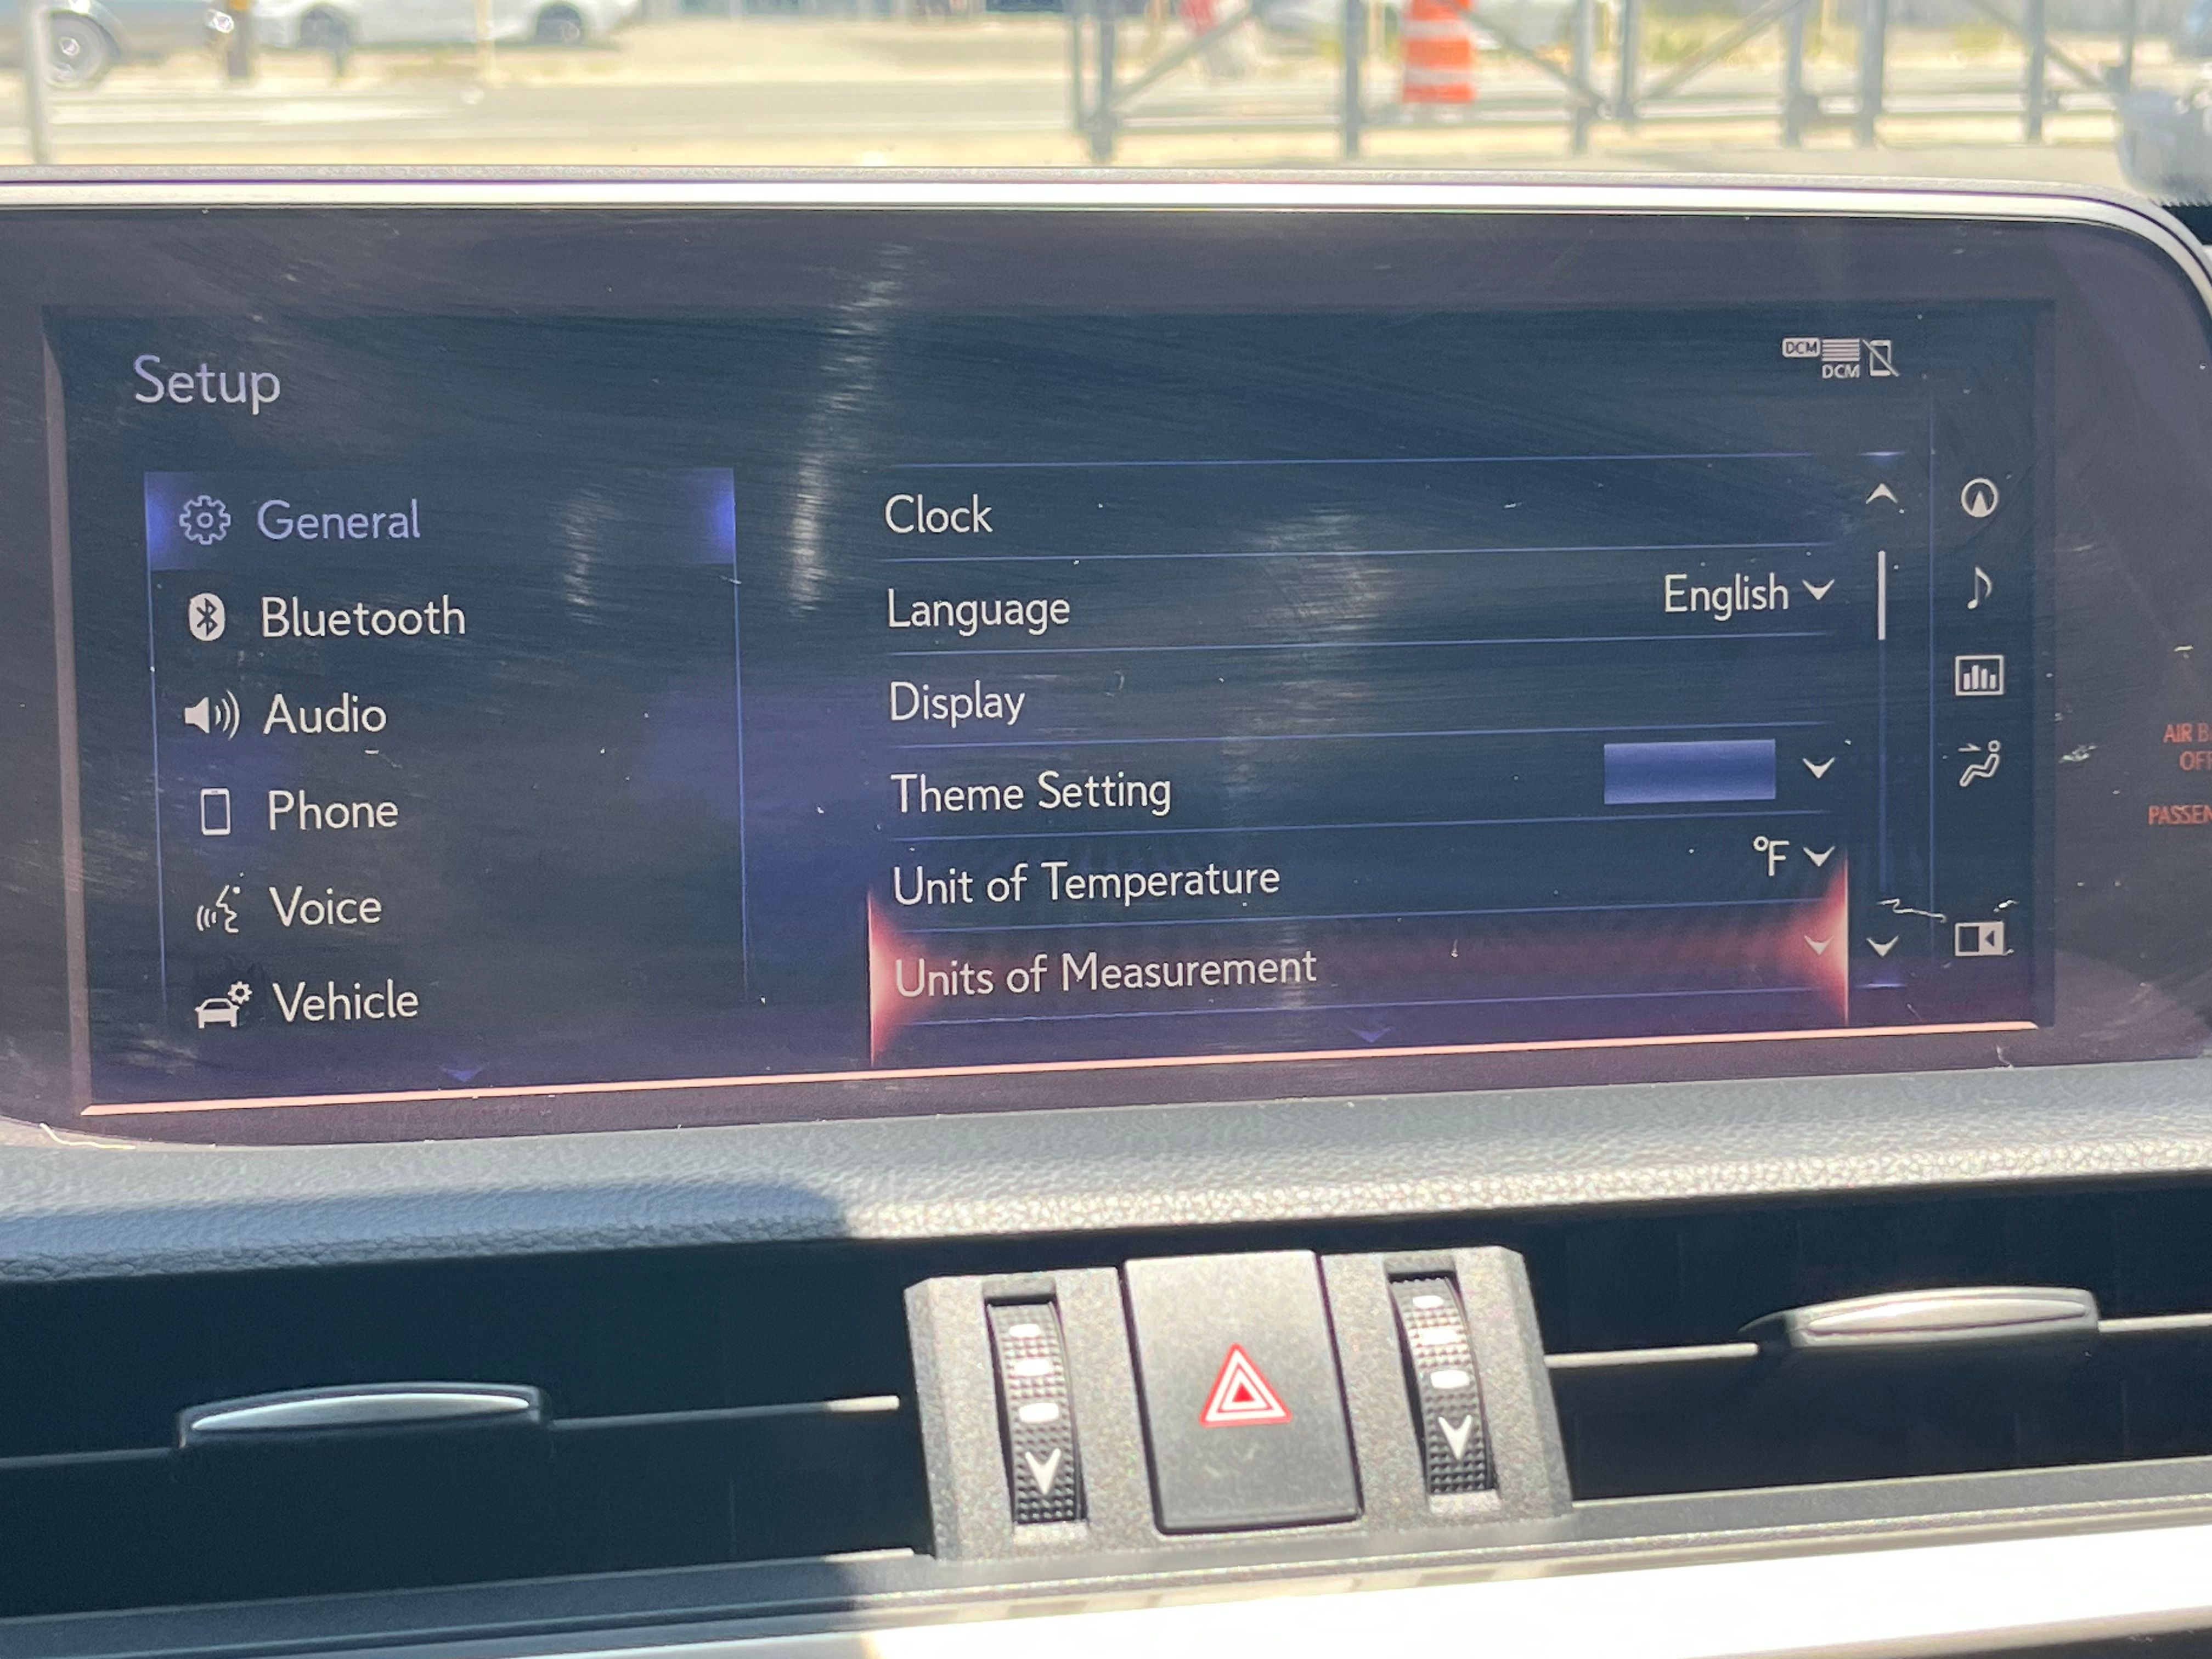 Setup
DCM
DCM
General
Bluetooth
Audio
Phone
Voice
Vehicle
Clock
Language English
Display
Theme Setting
Unit of Temperature °F
Units of Measurement
AIR